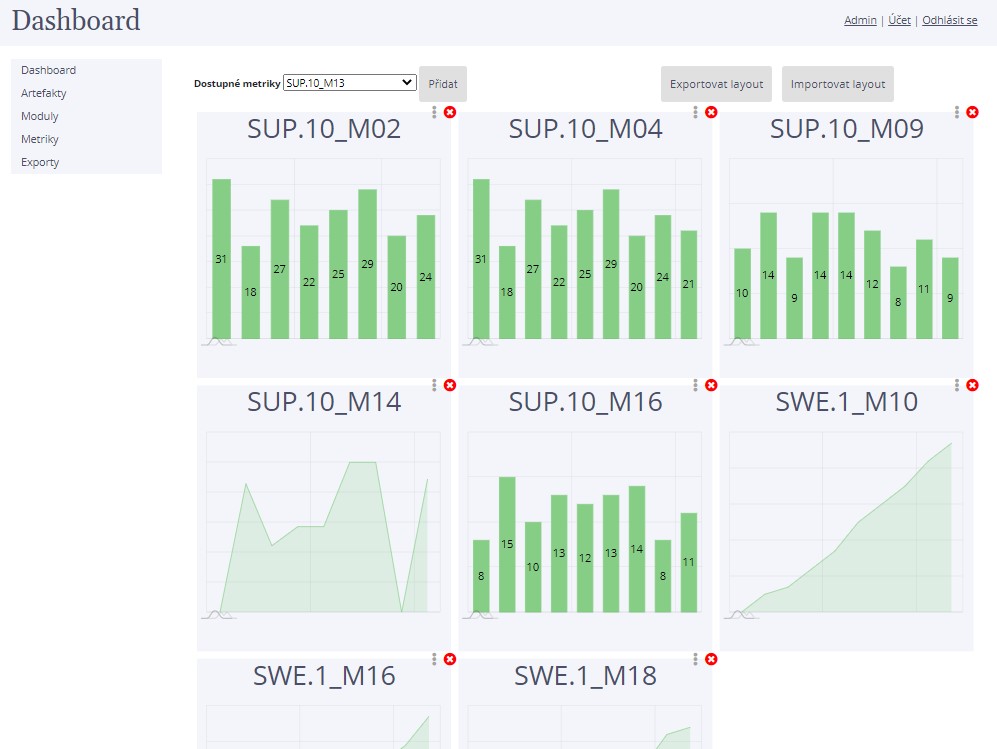 Dashboard
Admin | Účet | Odhlásit se
Dashboard
Artefakty
Moduly
Metriky
Exporty
Dostupné metriky SUP.10_M13 Přidat Exportovat layout Importovat layout
SUP.10_M02
31 18 27 22 25 29 20 24
SUP.10_M04
31 18 27 22 25 29 20 24 21
SUP.10_M09
10 14 9 14 14 12 8 11 9
SUP.10_M14
SUP.10_M16
8 15 10 13 12 13 14 8 11
SWE.1_M10
SWE.1_M16
SWE.1_M18